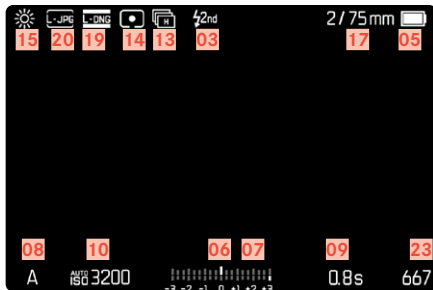 L-JPG L-DNG H 2nd 2/75mm
15 20 19 14 13 03 17 05
08 10 06 07 09 23
A AUTO ISO 3200 0.8s 667
-3 -2 -1 0 +1 +2 +3